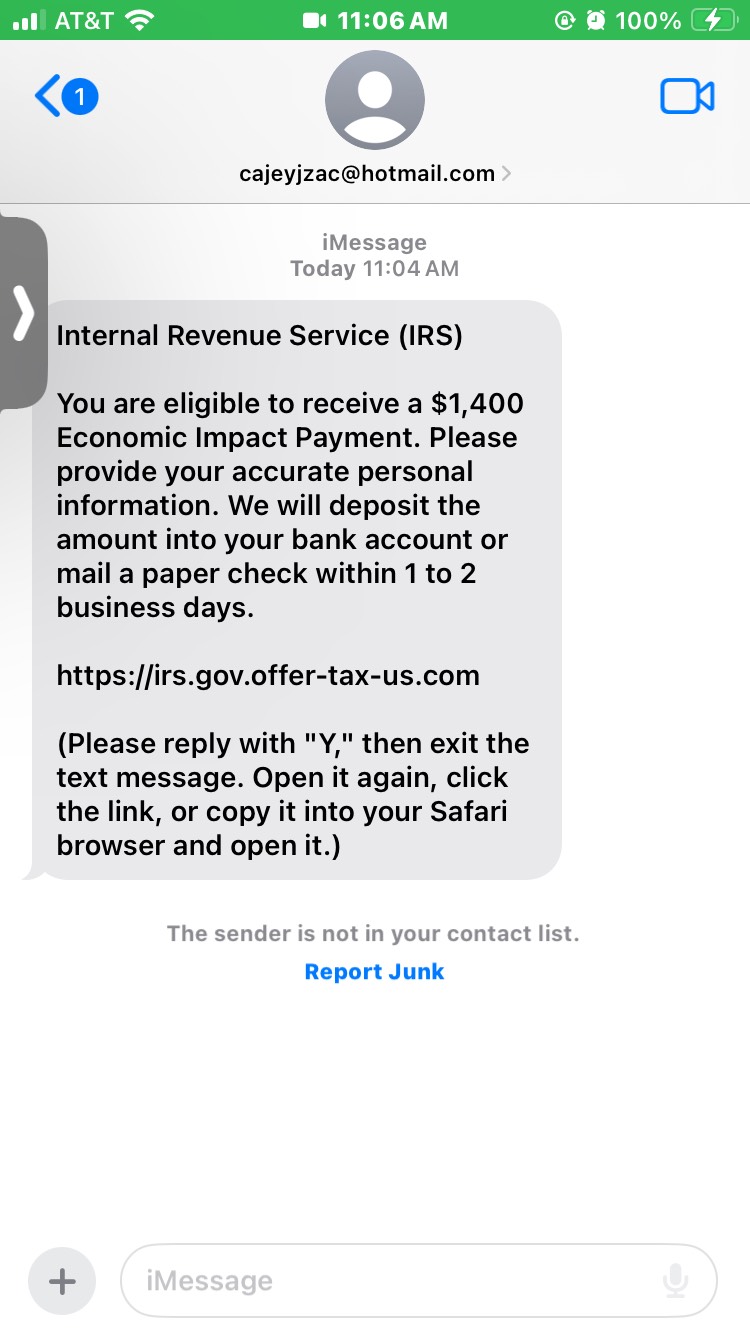 AT&T 11:06 AM 100%
1
cajeyjzac@hotmail.com
iMessage
Today 11:04 AM
Internal Revenue Service (IRS)
You are eligible to receive a $1,400
Economic Impact Payment. Please
provide your accurate personal
information. We will deposit the
amount into your bank account or
mail a paper check within 1 to 2
business days.
https://irs.gov.offer-tax-us.com
(Please reply with "Y," then exit the
text message. Open it again, click
the link, or copy it into your Safari
browser and open it.)
The sender is not in your contact list.
Report Junk
iMessage